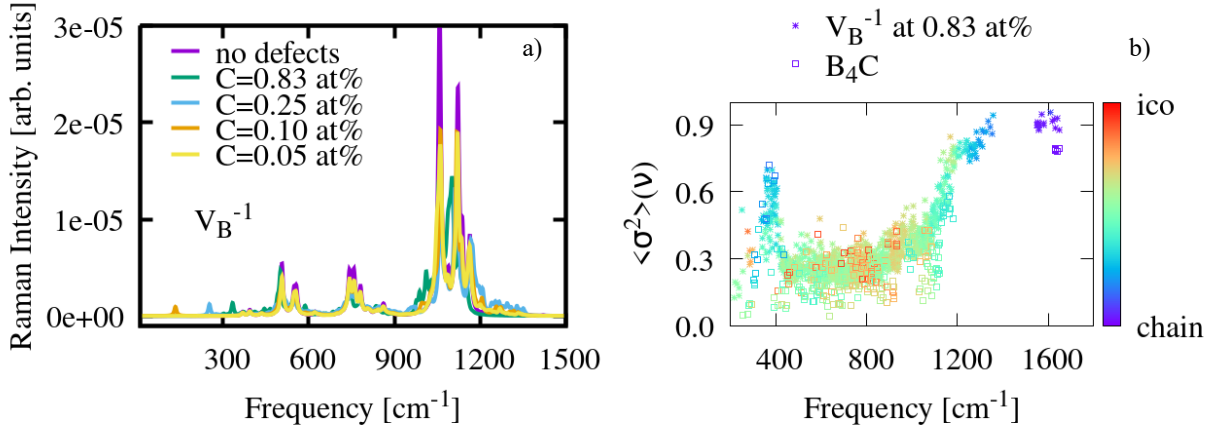 a)
Raman Intensity [arb. units]
3e-05
2e-05
1e-05
0e+00
no defects
C=0.83 at%
C=0.25 at%
C=0.10 at%
C=0.05 at%
V_B^-1
300 600 900 1200 1500
Frequency [cm^-1]
V_B^-1 at 0.83 at%
B_4C
b)
<σ²>(ν)
0.9
0.6
0.3
0.0
400 800 1200 1600
Frequency [cm^-1]
ico
chain